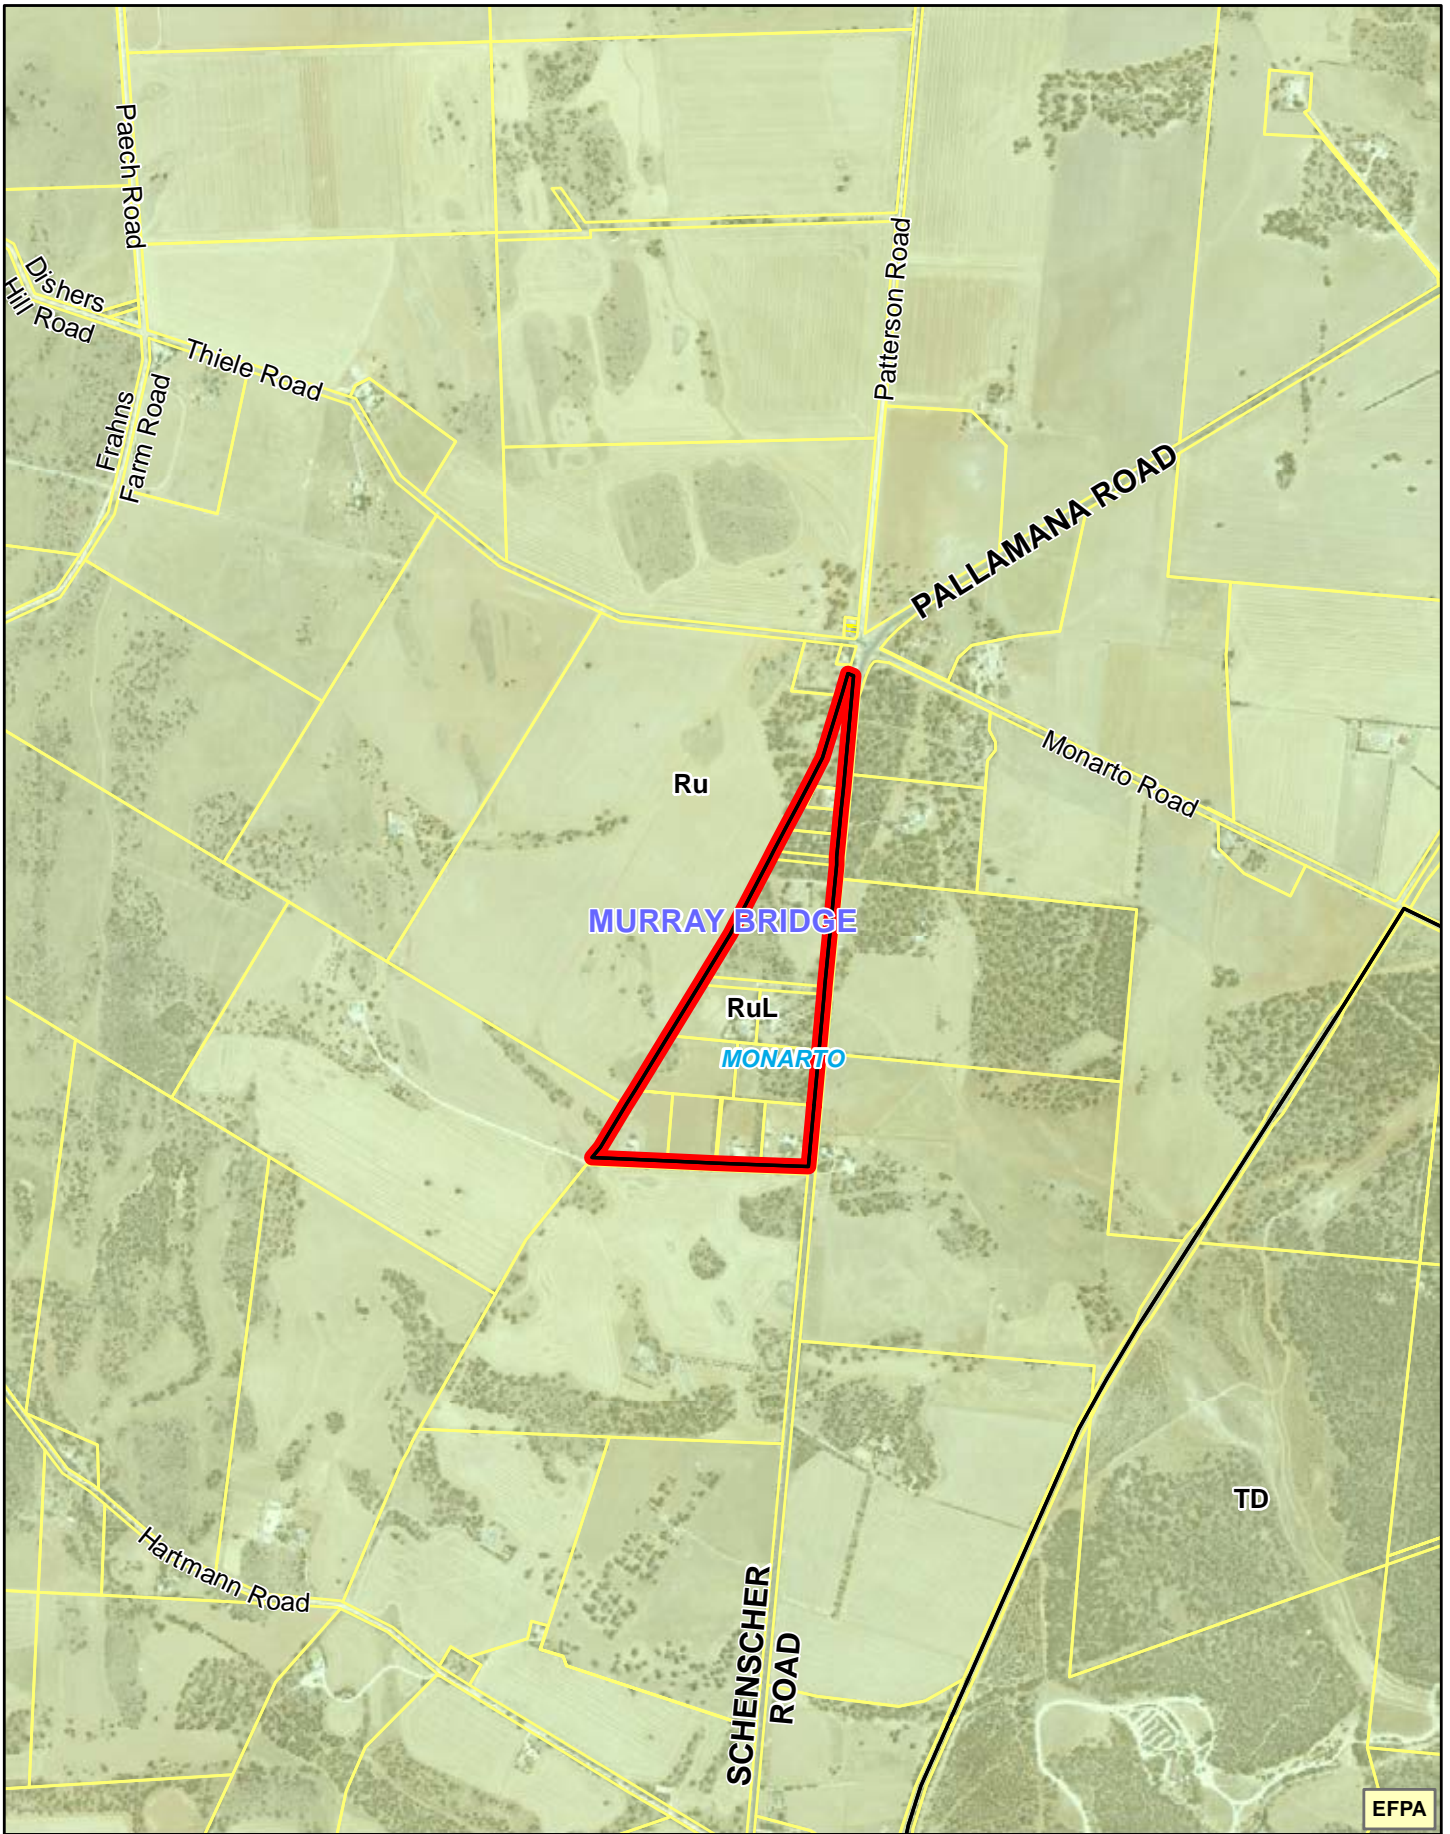 Paech Road
Patterson Road
Dishers
Hill Road
Thiele Road
Frahns
Farm Road
PALLAMANA ROAD
Monarto Road
Ru
MURRAY BRIDGE
RuL
MONARTO
TD
Hartmann Road
SCHENSCHER
ROAD
EFPA